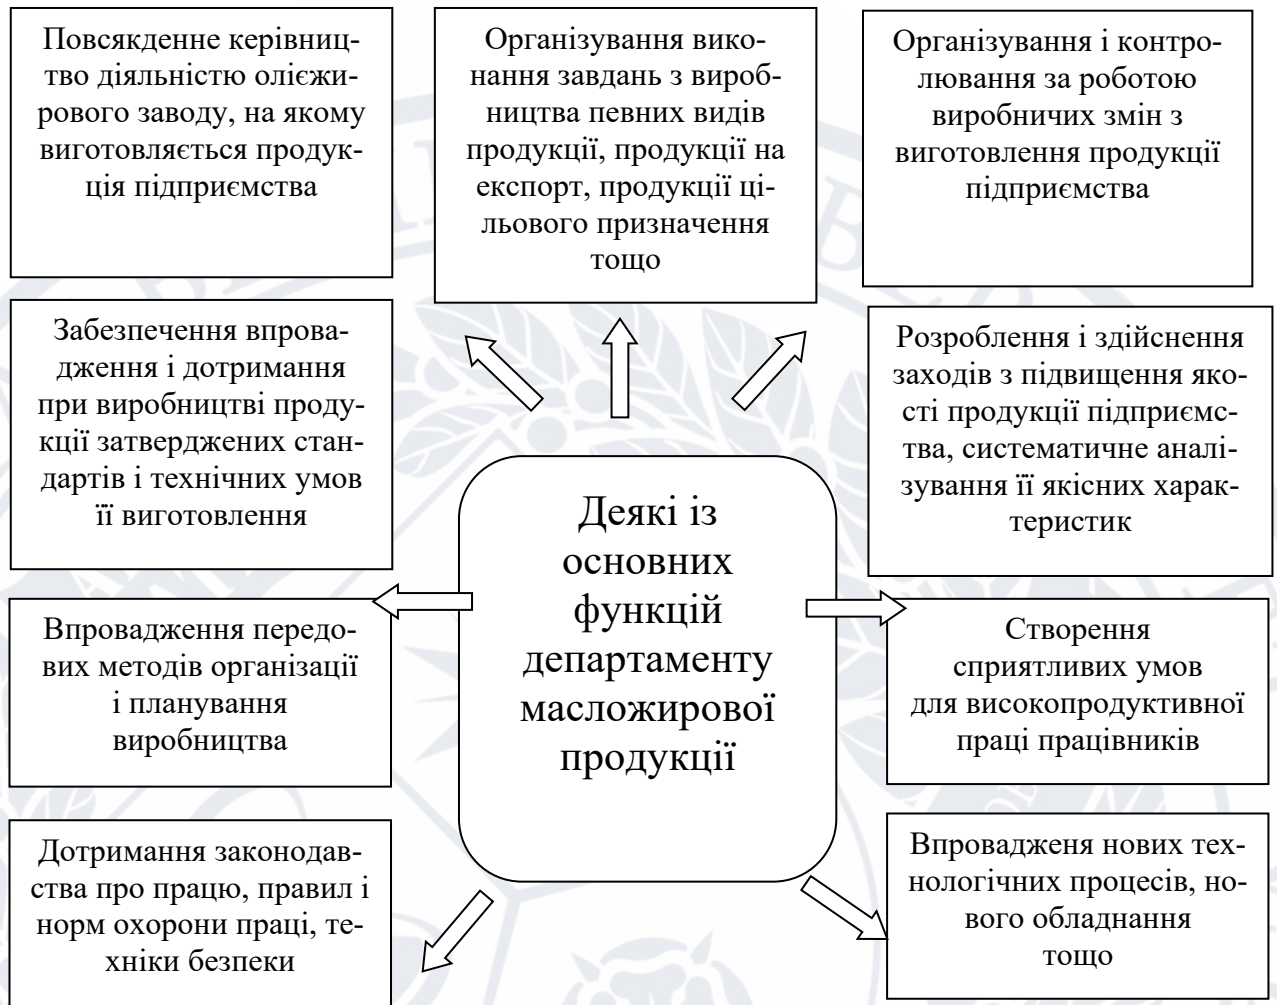 Повсякденне керівниц-
тво діяльністю олієжи-
рового заводу, на якому
виготовляється продук-
ція підприємства
Організування вико-
нання завдань з вироб-
ництва певних видів
продукції, продукції на
експорт, продукції ці-
льового призначення
тощо
Організування і контро-
лювання за роботою
виробничих змін з
виготовлення продукції
підприємства
Забезпечення впрова-
дження і дотримання
при виробництві проду-
кції затверджених стан-
дартів і технічних умов
її виготовлення
Розроблення і здійснення
заходів з підвищення яко-
сті продукції підприємс-
тва, систематичне аналі-
зування її якісних харак-
теристик
Деякі із
основних
функцій
департаменту
масложирової
продукції
Впровадження передо-
вих методів організації
і планування
виробництва
Створення
сприятливих умов
для високопродуктивної
праці працівників
Дотримання законодав-
ства про працю, правил і
норм охорони праці, те-
хніки безпеки
Впровадженя нових тех-
нологічних процесів, но-
вого обладнання
тощо